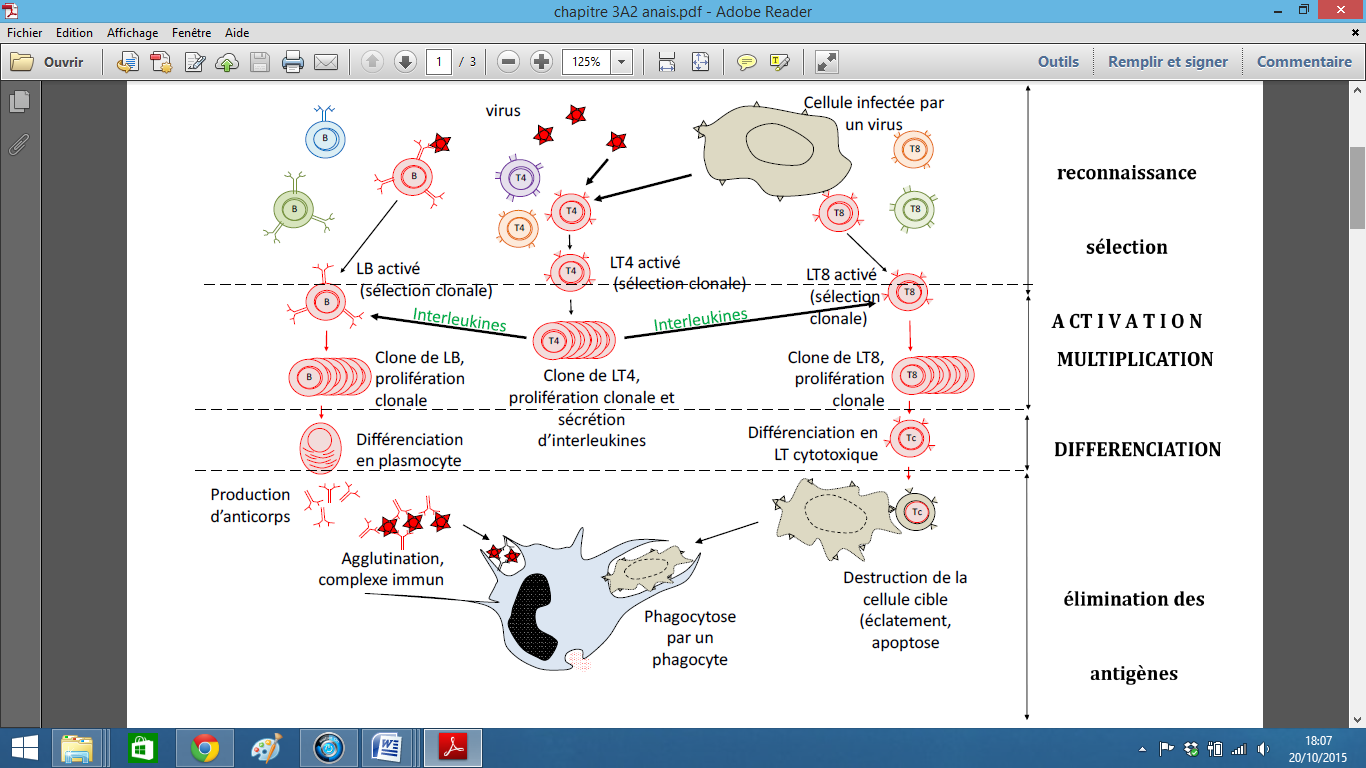 chapitre 3A2 anais.pdf - Adobe Reader
Fichier Edition Affichage Fenêtre Aide
Ouvrir
1 / 3
125%
Outils Remplir et signer Commentaire
virus
Cellule infectée par
un virus
B
B
B
T4
T4
T4
T8
T8
T8
reconnaissance
sélection
LB activé
(sélection clonale)
T4
LT4 activé
(sélection clonale)
LT8 activé
(sélection
clonale)
T8
B
Interleukines
Interleukines
T4
A CT I V A T I O N
MULTIPLICATION
B
Clone de LB,
prolifération
clonale
Clone de LT4,
prolifération clonale et
sécrétion
d’interleukines
Clone de LT8,
prolifération
clonale
T8
Différenciation
en plasmocyte
Différenciation en
LT cytotoxique
Tc
DIFFERENCIATION
Production
d’anticorps
Agglutination,
complexe immun
Tc
Phagocytose
par un
phagocyte
Destruction de la
cellule cible
(éclatement,
apoptose
élimination des
antigènes
18:07
20/10/2015